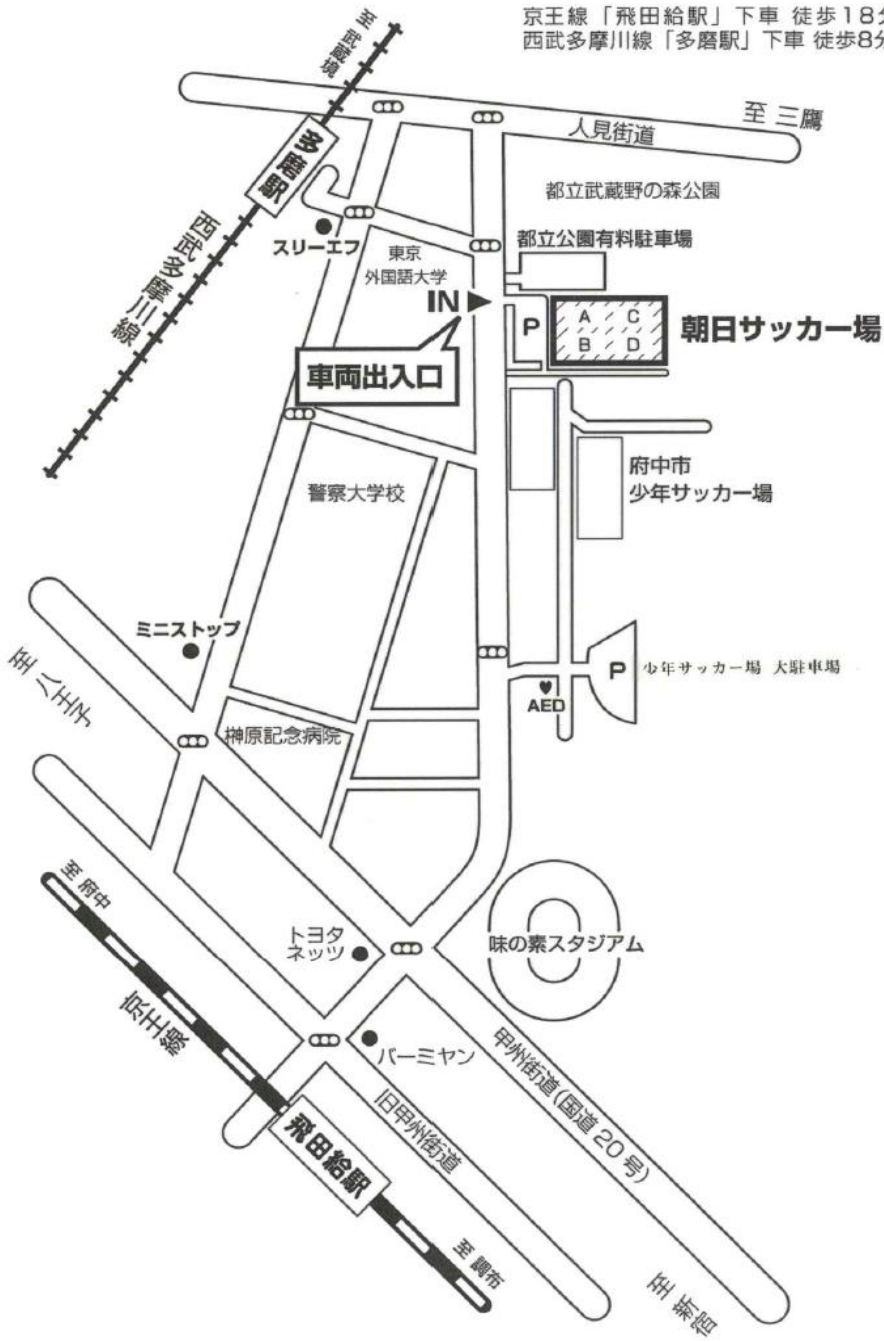 京王線「飛田給駅」下車 徒歩18分
西武多摩川線「多磨駅」下車 徒歩8分
至 武蔵境
至 三鷹
人見街道
多磨駅
都立武蔵野の森公園
スリーエフ
東京
外国語大学
都立公園有料駐車場
西武多摩川線
IN
P
A C
B D
朝日サッカー場
車両出入口
府中市
少年サッカー場
警察大学校
ミニストップ
至 八王子
P
少年サッカー場 大駐車場
AED
榊原記念病院
至 府中
トヨタ
ネッツ
味の素スタジアム
京王線
バーミヤン
甲州街道(国道20号)
旧甲州街道
飛田給駅
至 調布
至 新宿